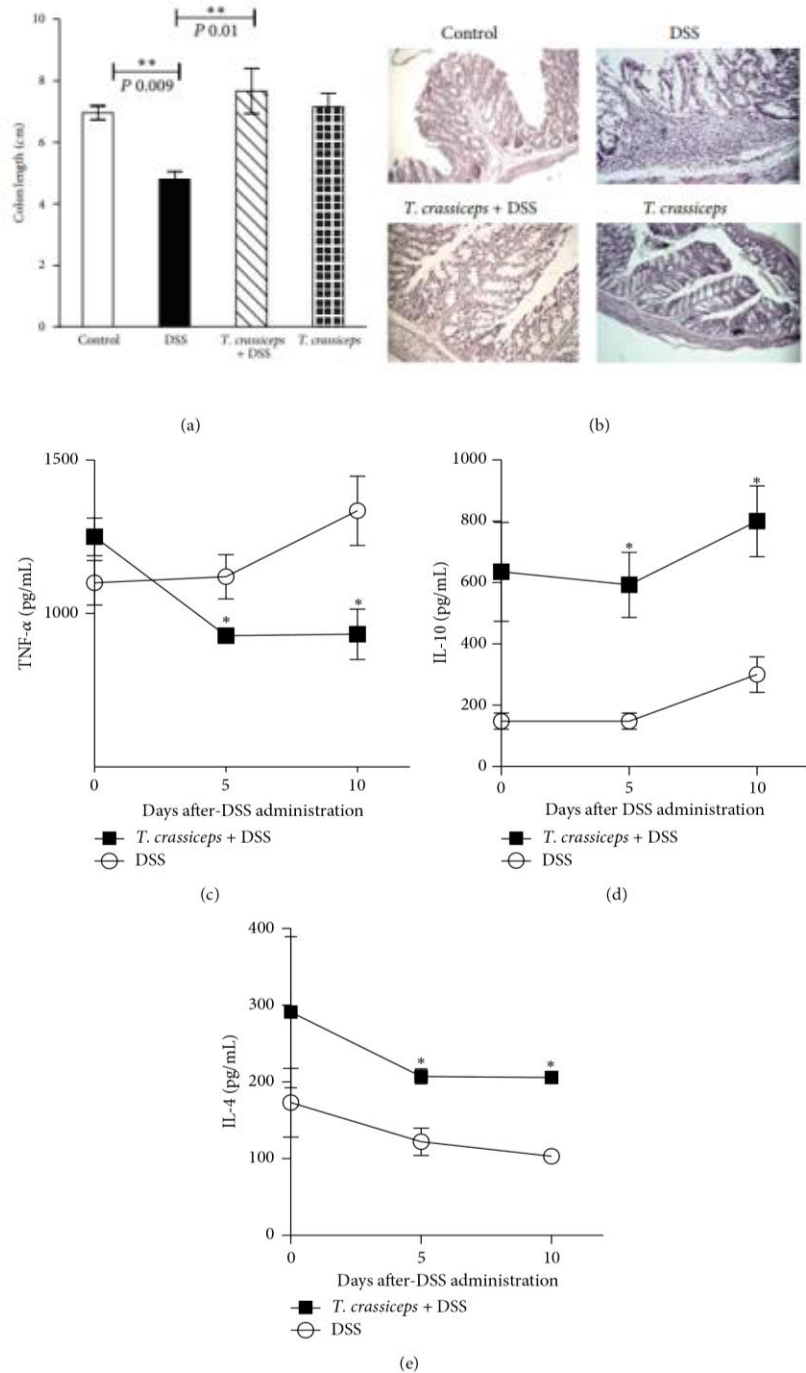 **
P 0.01
**
P 0.009
10
8
6
4
2
0
Colon length (cm)
Control
DSS
T. crassiceps
+ DSS
T. crassiceps
(a)
Control
DSS
T. crassiceps + DSS
T. crassiceps
(b)
1500
1000
TNF-α (pg/mL)
*
*
0
5
10
Days after-DSS administration
T. crassiceps + DSS
DSS
(c)
1000
800
600
400
200
0
IL-10 (pg/mL)
*
*
0
5
10
Days after DSS administration
T. crassiceps + DSS
DSS
(d)
400
300
200
100
0
IL-4 (pg/mL)
*
*
0
5
10
Days after-DSS administration
T. crassiceps + DSS
DSS
(e)